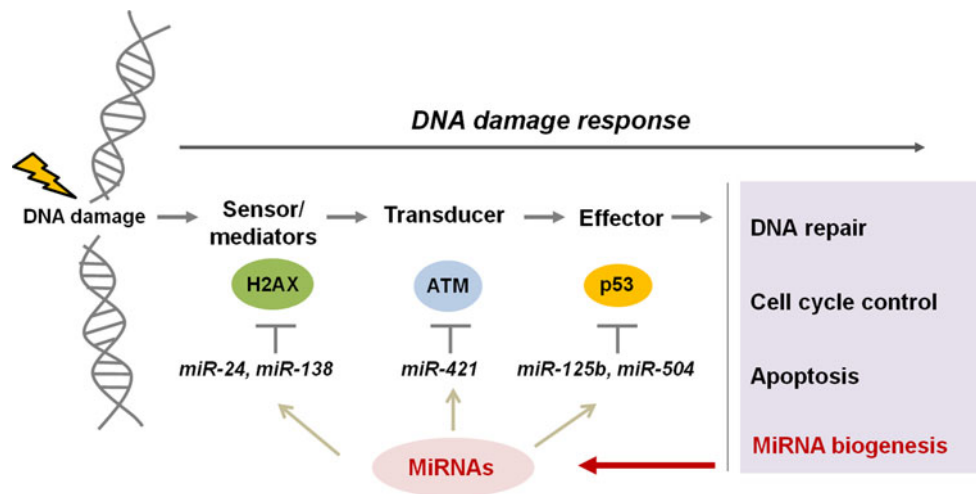 DNA damage response
DNA damage
Sensor/
mediators
Transducer
Effector
H2AX
ATM
p53
miR-24, miR-138
miR-421
miR-125b, miR-504
MiRNAs
DNA repair
Cell cycle control
Apoptosis
MiRNA biogenesis